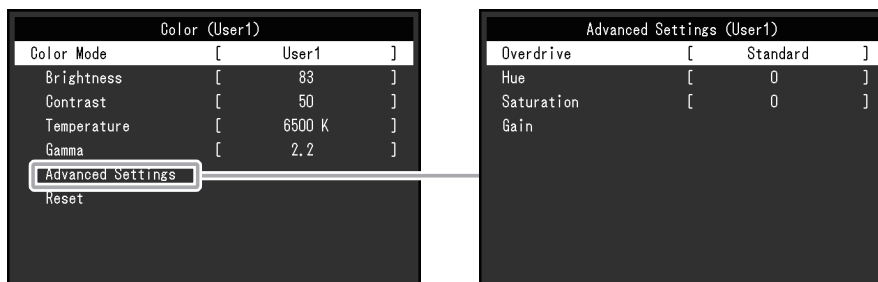 Color (User1)
Color Mode [ User1 ]
Brightness [ 83 ]
Contrast [ 50 ]
Temperature [ 6500 K ]
Gamma [ 2.2 ]
Advanced Settings
Reset
Advanced Settings (User1)
Overdrive [ Standard ]
Hue [ 0 ]
Saturation [ 0 ]
Gain